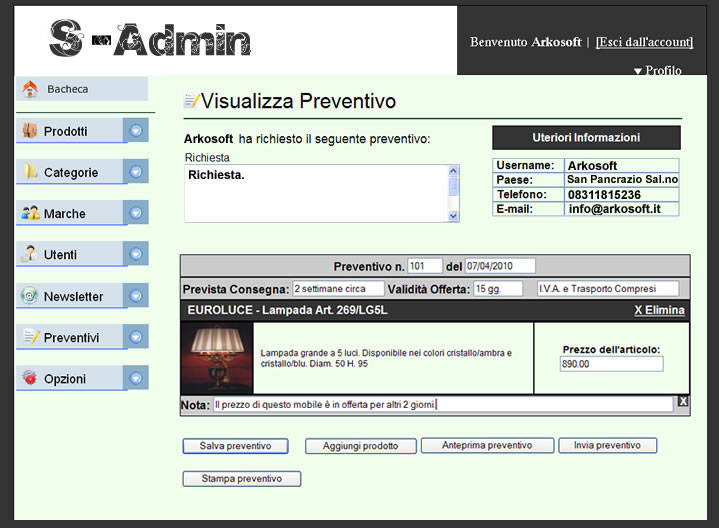 S-Admin
Benvenuto Arkosoft | [Esci dall'account]
Profilo
Bacheca
Prodotti
Categorie
Marche
Utenti
Newsletter
Preventivi
Opzioni
Visualizza Preventivo
Arkosoft ha richiesto il seguente preventivo:
Richiesta
Richiesta.
Uteriori Informazioni
Username: Arkosoft
Paese: San Pancrazio Sal.no
Telefono: 08311815236
E-mail: info@arkosoft.it
Preventivo n. 101 del 07/04/2010
Prevista Consegna: 2 settimane circa Validità Offerta: 15 gg. I.V.A. e Trasporto Compresi
EUROLUCE - Lampada Art. 269/LG5L X Elimina
Lampada grande a 5 luci. Disponibile nei colori cristallo/ambra e
cristallo/blu. Diam. 50 H. 95
Prezzo dell'articolo:
890.00
Nota: Il prezzo di questo mobile è in offerta per altri 2 giorni. X
Salva preventivo Aggiungi prodotto Anteprima preventivo Invia preventivo
Stampa preventivo